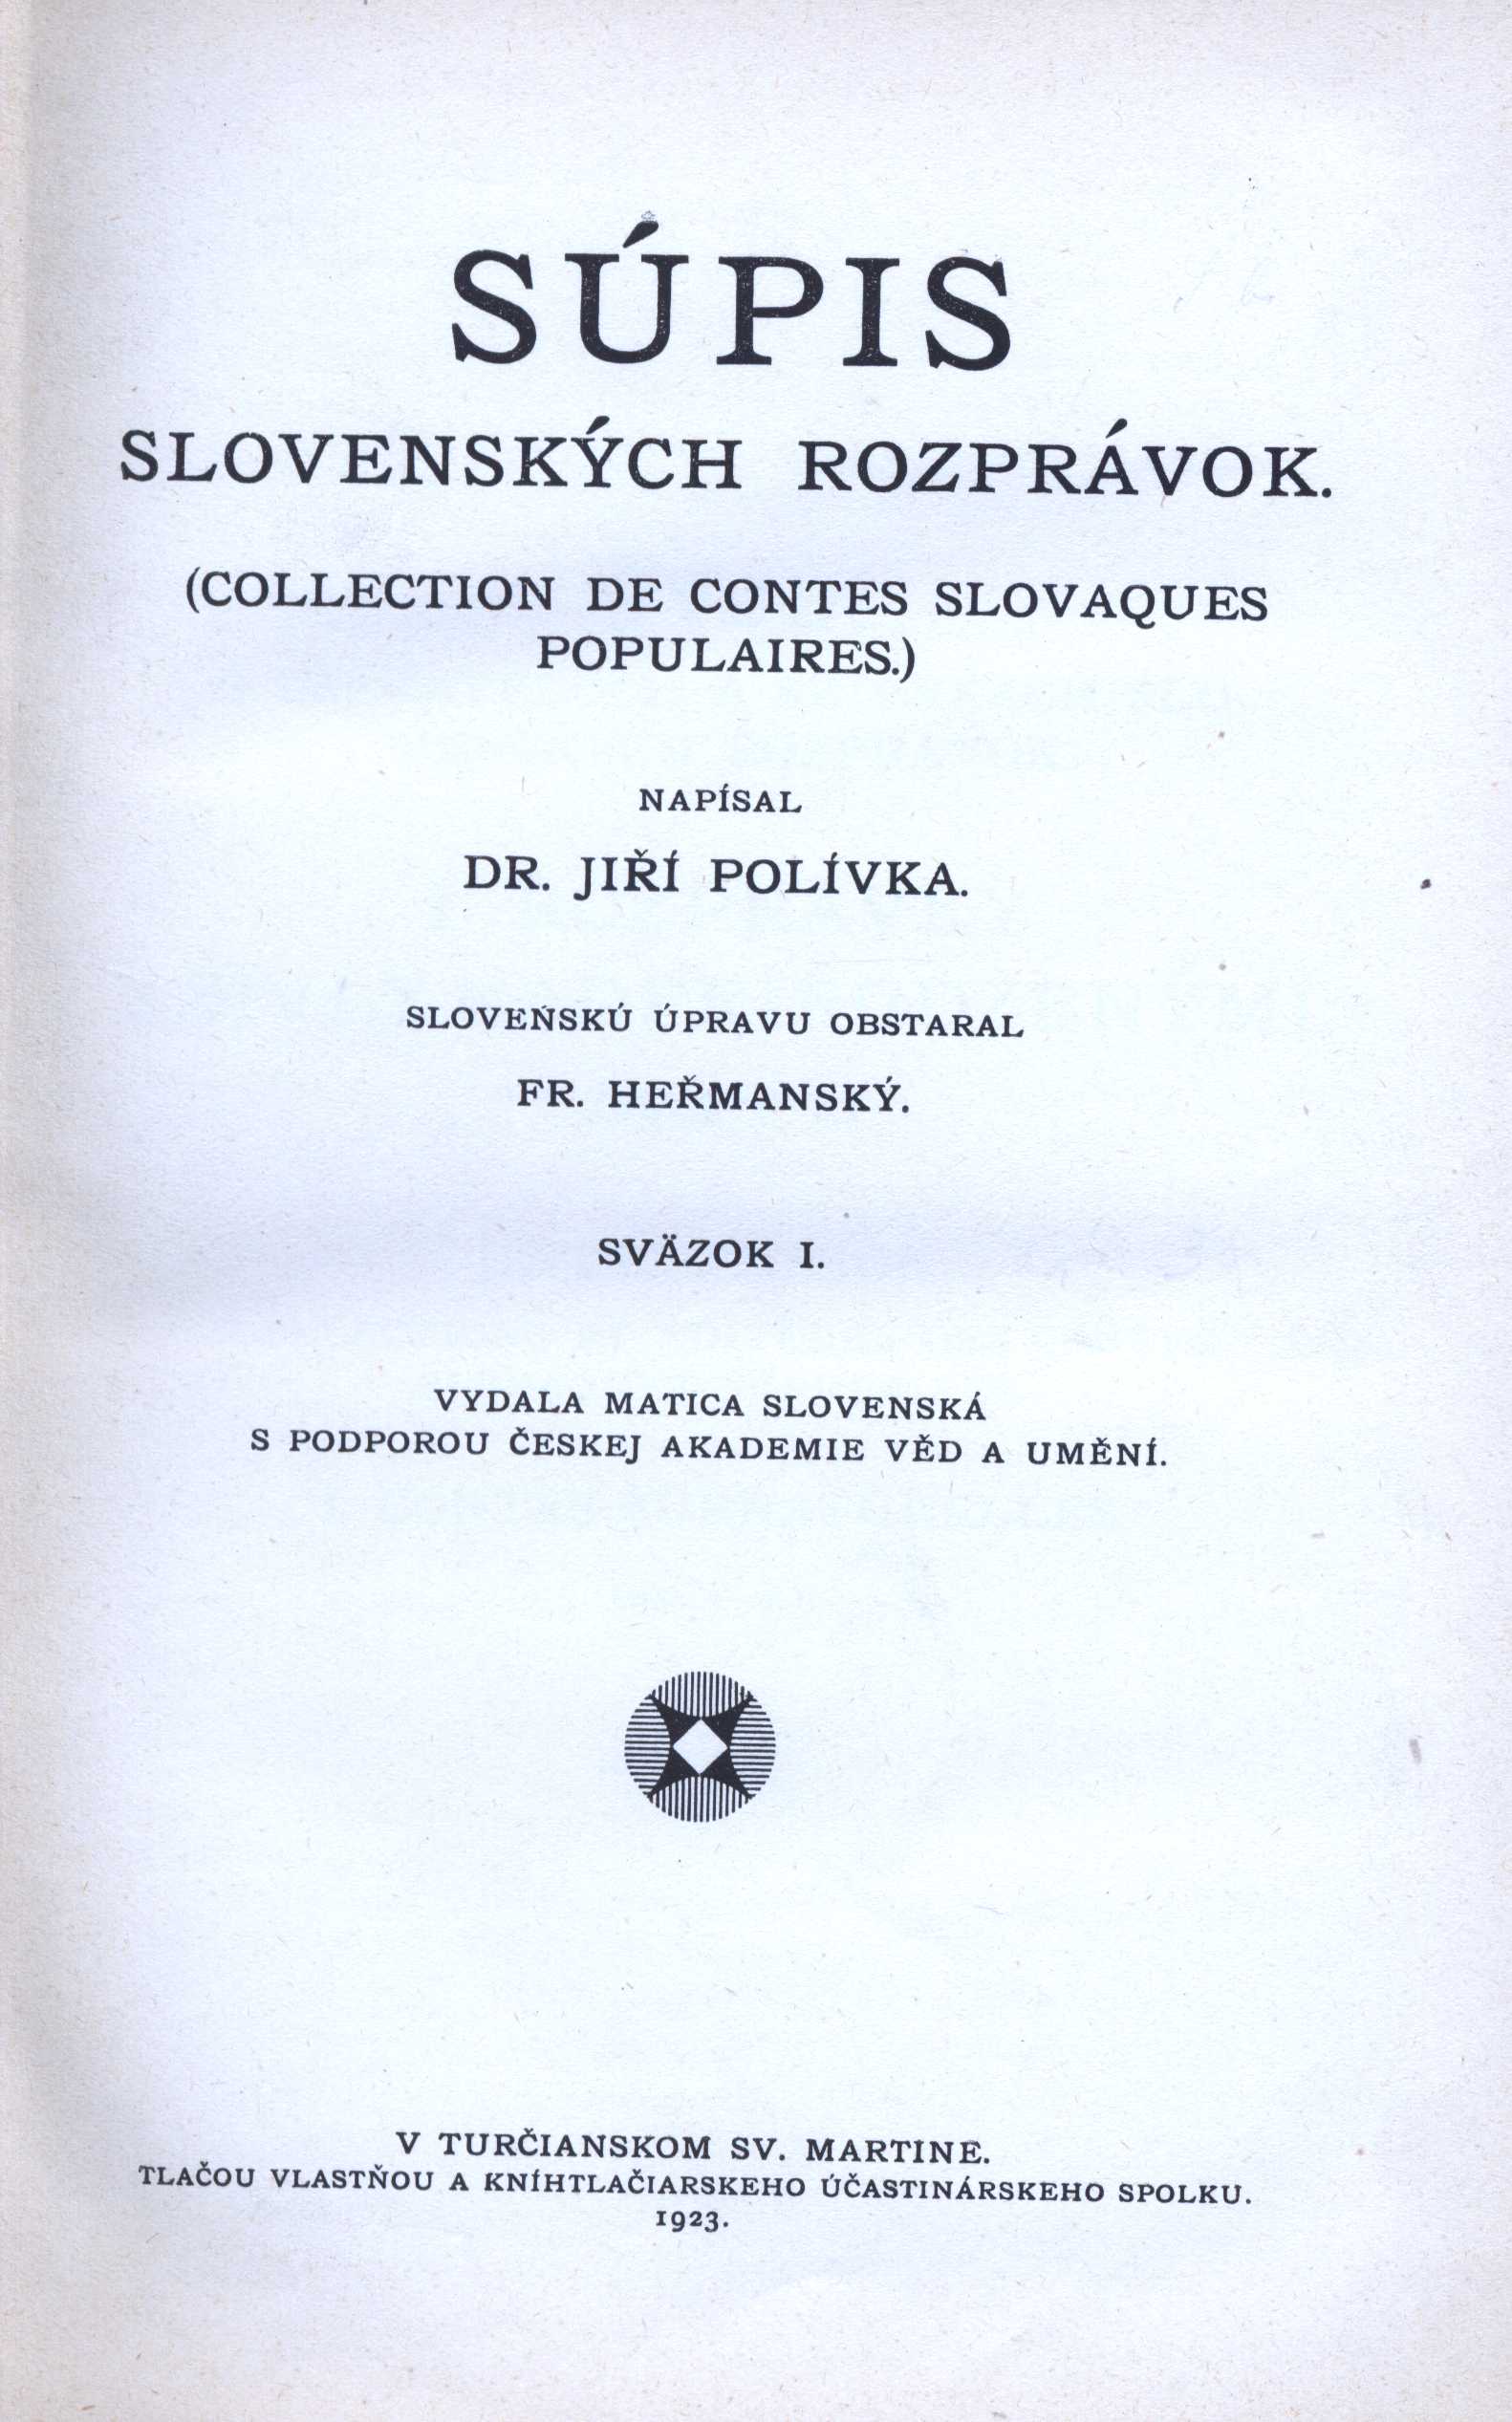 SÚPIS
SLOVENSKÝCH ROZPRÁVOK.
(COLLECTION DE CONTES SLOVAQUES
POPULAIRES.)
NAPÍSAL
DR. JIŘÍ POLÍVKA.
SLOVEŃSKÚ ÚPRAVU OBSTARAL
FR. HEŘMANSKÝ.
SVÄZOK I.
VYDALA MATICA SLOVENSKÁ
S PODPOROU ČESKEJ AKADEMIE VĚD A UMĚNÍ.
V TURČIANSKOM SV. MARTINE.
TLAČOU VLASTŇOU A KNÍHTLAČIARSKEHO ÚČASTINÁRSKEHO SPOLKU.
1923.